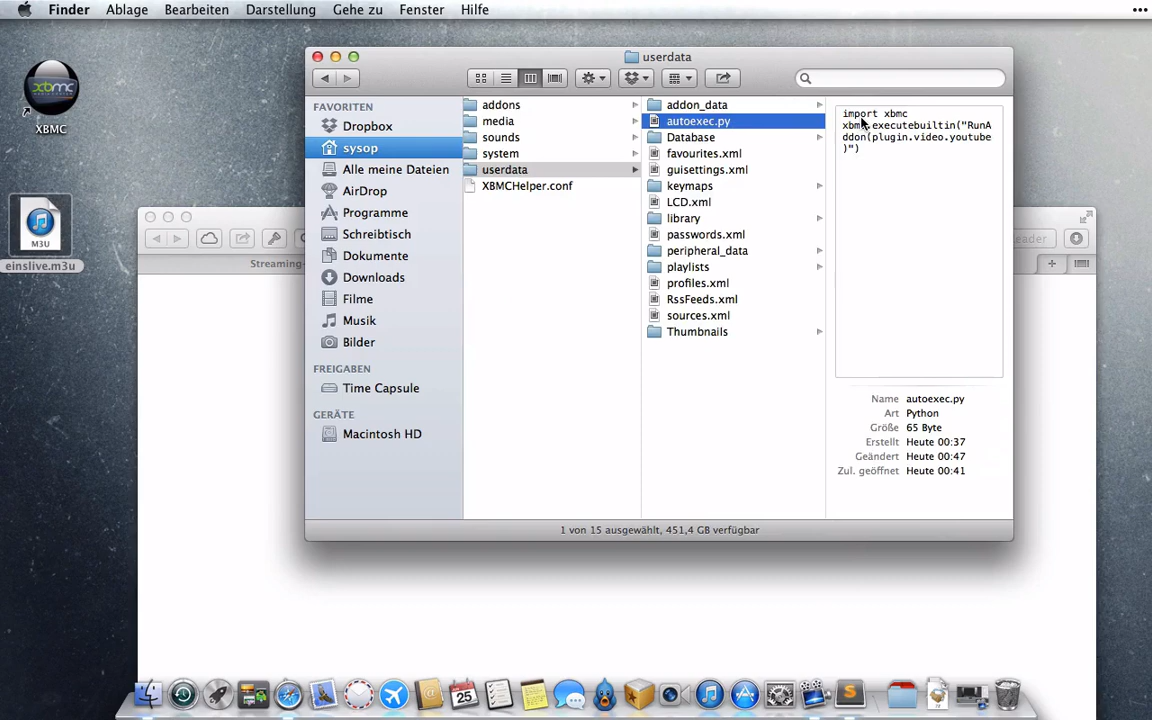 Finder Ablage Bearbeiten Darstellung Gehe zu Fenster Hilfe
xbmc
XBMC
M3U
einslive.m3u
userdata
FAVORITEN
Dropbox
sysop
Alle meine Dateien
AirDrop
Programme
Schreibtisch
Dokumente
Downloads
Filme
Musik
Bilder
FREIGABEN
Time Capsule
GERÄTE
Macintosh HD
addons
media
sounds
system
userdata
XBMCHelper.conf
addon_data
autoexec.py
Database
favourites.xml
guisettings.xml
keymaps
LCD.xml
library
passwords.xml
peripheral_data
playlists
profiles.xml
RssFeeds.xml
sources.xml
Thumbnails
import xbmc
xbmc.executebuiltin("RunA
ddon(plugin.video.youtube
)")
Name autoexec.py
Art Python
Größe 65 Byte
Erstellt Heute 00:37
Geändert Heute 00:47
Zul. geöffnet Heute 00:41
1 von 15 ausgewählt, 451,4 GB verfügbar
Reader
Streaming-
25